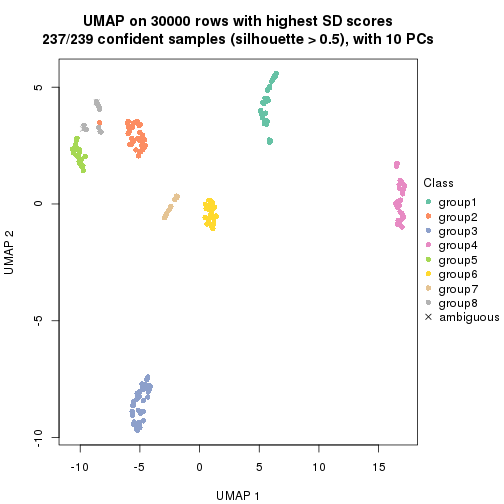 UMAP on 30000 rows with highest SD scores
237/239 confident samples (silhouette > 0.5), with 10 PCs
UMAP 2
5
0
-5
-10
-10
-5
0
5
10
15
UMAP 1
Class
group1
group2
group3
group4
group5
group6
group7
group8
ambiguous